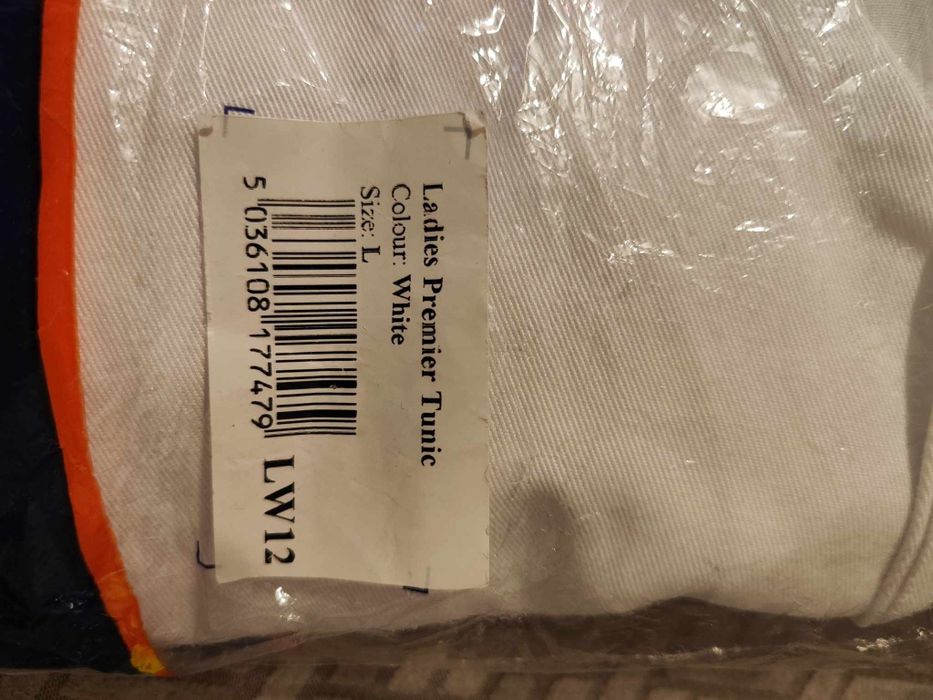 Ladies Premier Tunic
Colour: White
Size: L
5 036108 177479
LW12